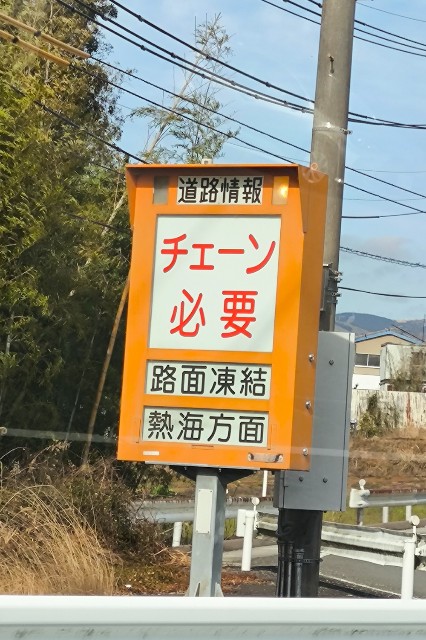 道路情報
チェーン
必要
路面凍結
熱海方面